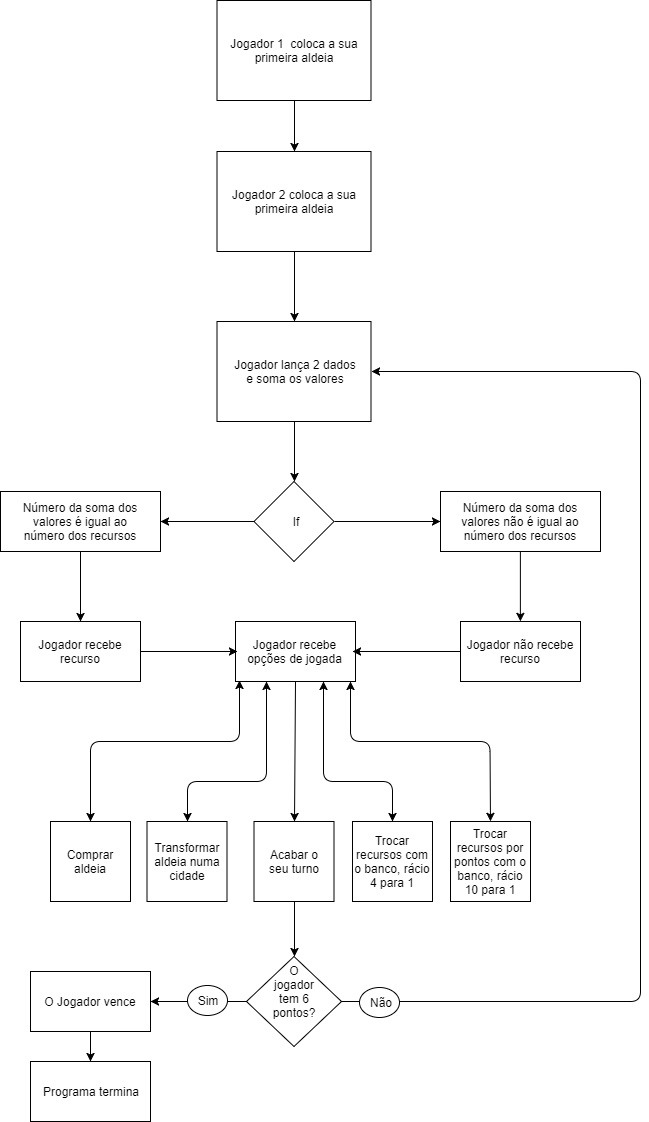 Jogador 1 coloca a sua
primeira aldeia
Jogador 2 coloca a sua
primeira aldeia
Jogador lança 2 dados
e soma os valores
If
Número da soma dos
valores é igual ao
número dos recursos
Número da soma dos
valores não é igual ao
número dos recursos
Jogador recebe
recurso
Jogador recebe
opções de jogada
Jogador não recebe
recurso
Comprar
aldeia
Transformar
aldeia numa
cidade
Acabar o
seu turno
Trocar
recursos com
o banco, rácio
4 para 1
Trocar
recursos por
pontos com o
banco, rácio
10 para 1
O
jogador
tem 6
pontos?
Sim
Não
O Jogador vence
Programa termina